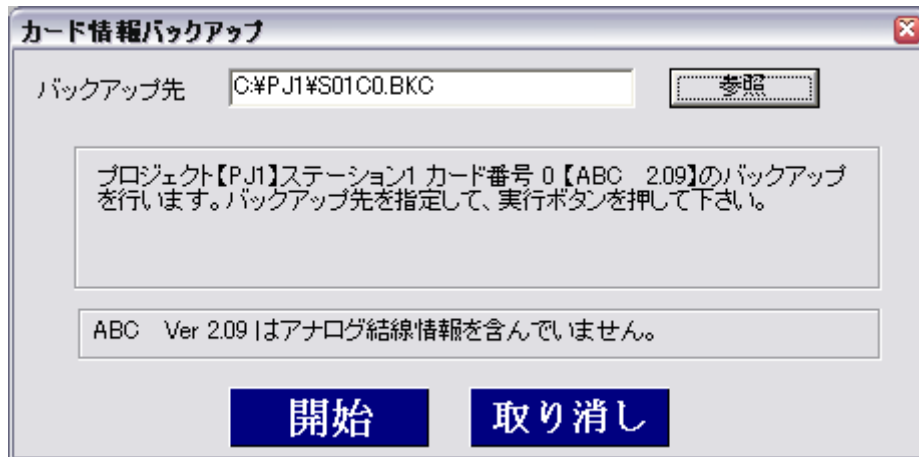 カード情報バックアップ
バックアップ先 C:¥PJ1¥S01C0.BKC 参照
プロジェクト【PJ1】ステーション1 カード番号 0 【ABC 2.09】のバックアップ
を行います。バックアップ先を指定して、実行ボタンを押して下さい。
ABC Ver 2.09 はアナログ結線情報を含んでいません。
開始 取り消し